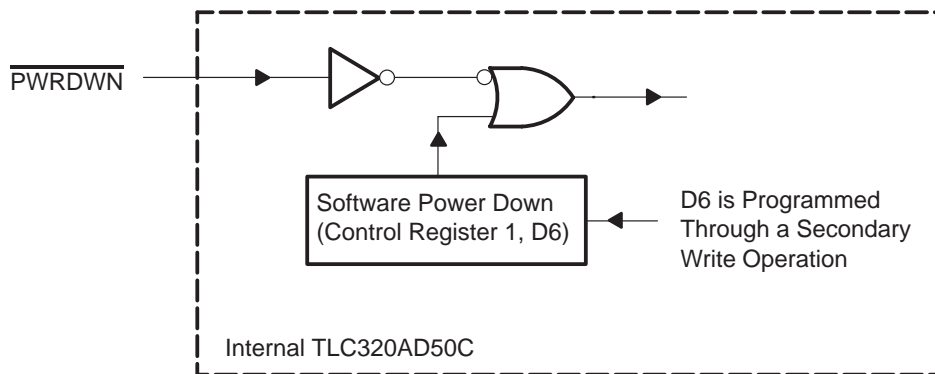 PWRDWN
Software Power Down
(Control Register 1, D6)
D6 is Programmed
Through a Secondary
Write Operation
Internal TLC320AD50C